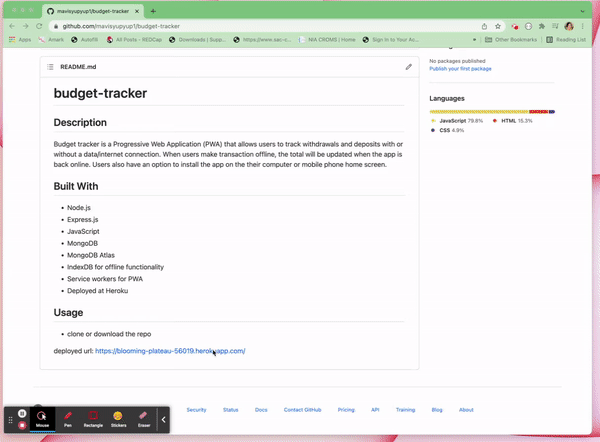 mavisyupyup1/budget-tracker
github.com/mavisyupyup1/budget-tracker
Apps
Amark
Autofill
All Posts - REDCap
Downloads | Supp...
https://www.sac-c...
NIA CROMS | Home
Sign In to Your Ac...
Other Bookmarks
Reading List
No packages published
Publish your first package
README.md
Languages
JavaScript 79.8%
HTML 15.3%
CSS 4.9%
budget-tracker
Description
Budget tracker is a Progressive Web Application (PWA) that allows users to track withdrawals and deposits with or
without a data/internet connection. When users make transaction offline, the total will be updated when the app is
back online. Users also have an option to install the app on the their computer or mobile phone home screen.
Built With
Node.js
Express.js
JavaScript
MongoDB
MongoDB Atlas
IndexDB for offline functionality
Service workers for PWA
Deployed at Heroku
Usage
clone or download the repo
deployed url: https://blooming-plateau-56019.herokuapp.com/
Security
Status
Docs
Contact GitHub
Pricing
API
Training
Blog
About
Mouse
Pen
Rectangle
Stickers
Eraser